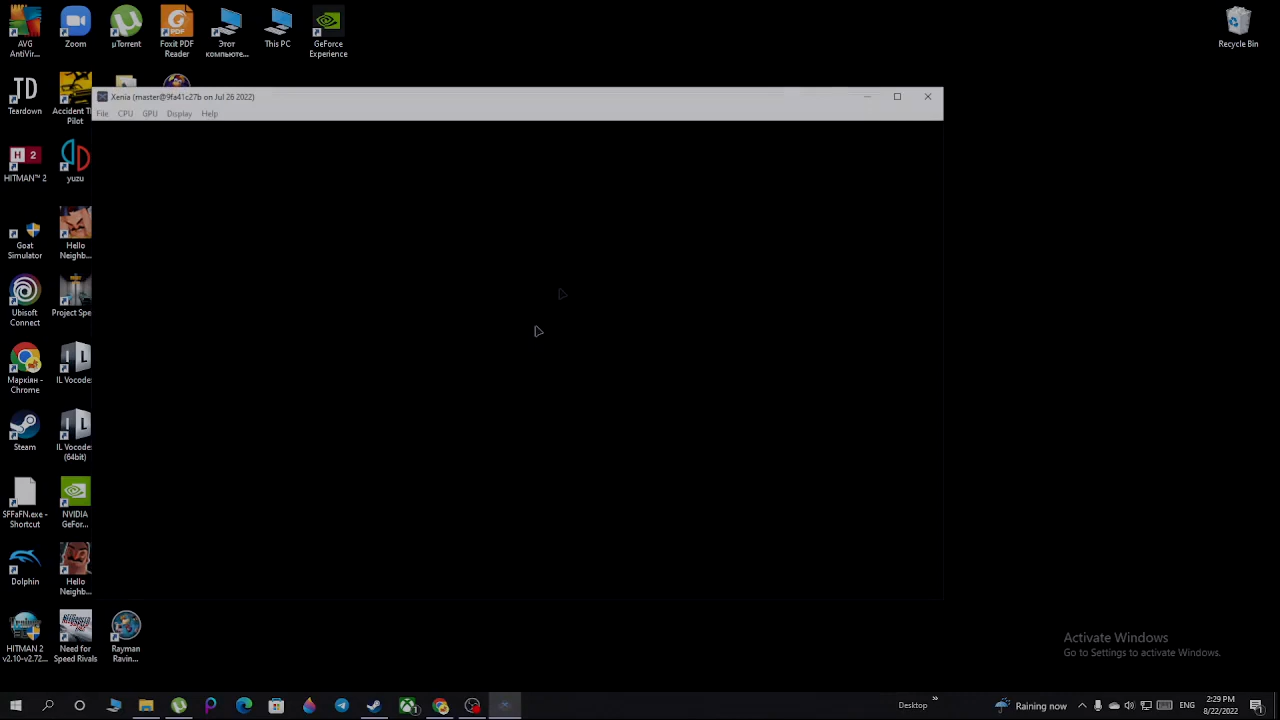 AVG
AntiVir...
Zoom
µTorrent
Foxit PDF
Reader
Этот
компьюте...
This PC
GeForce
Experience
Recycle Bin
TD
Teardown
Accident
Pilot
Xenia (master@9fa41c27b on Jul 26 2022)
File
CPU
GPU
Display
Help
H 2
HITMAN™ 2
yuzu
Goat
Simulator
Hello
Neighb...
Ubisoft
Connect
Project Spe
Маркіян -
Chrome
IL Vocode
Steam
IL Vocode
(64bit)
SFFaFN.exe -
Shortcut
NVIDIA
GeFor...
Dolphin
Hello
Neighb...
HITMAN 2
v2.10-v2.72...
Need for
Speed Rivals
Rayman
Ravin...
Activate Windows
Go to Settings to activate Windows.
Desktop
»
Raining now
ENG
2:29 PM
8/22/2022